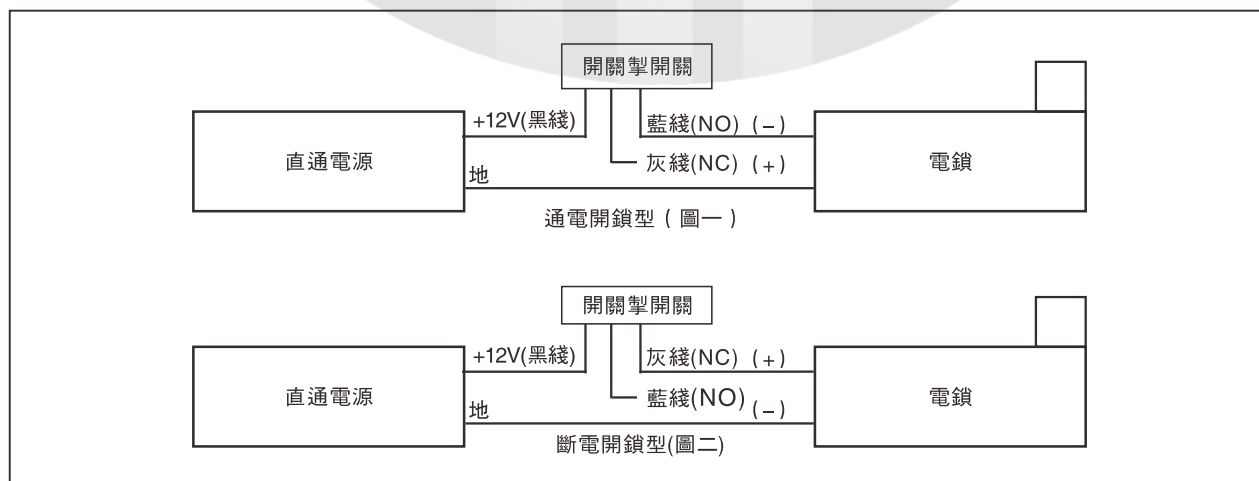 開關掣開關
+12V(黑綫)
藍綫(NO) (－)
直通電源
灰綫(NC) (+)
電鎖
地
通電開鎖型 ( 圖一 )
開關掣開關
+12V(黑綫)
灰綫(NC) (+)
直通電源
藍綫(NO) (－)
電鎖
地
斷電開鎖型(圖二)